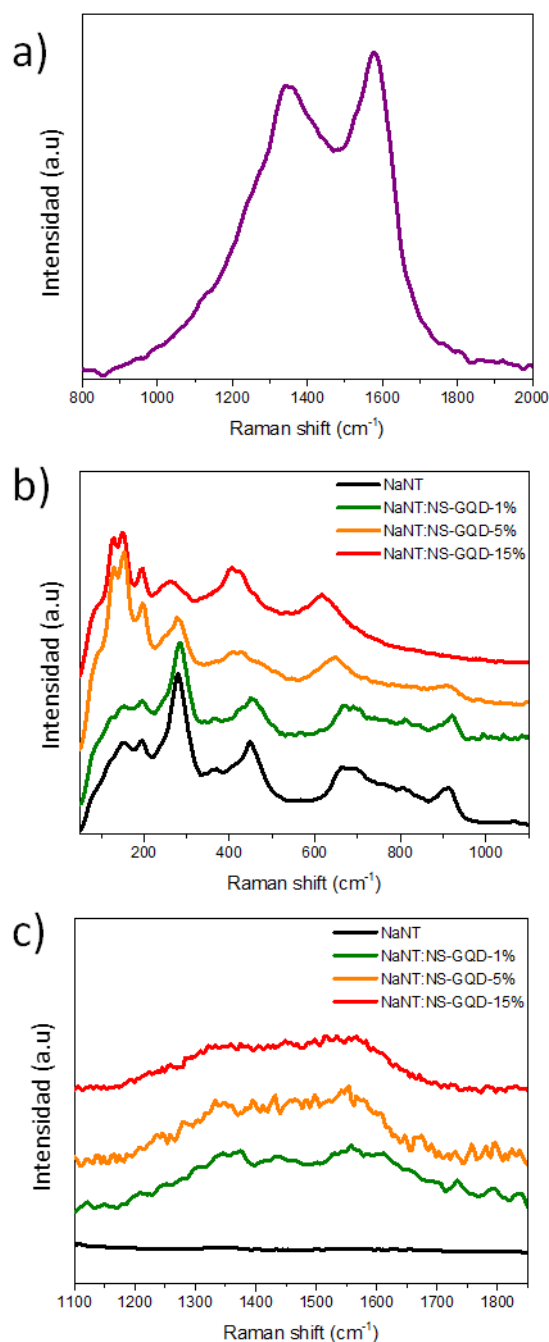 a)
Intensidad (a.u)
800 1000 1200 1400 1600 1800 2000
Raman shift (cm-1)
b)
NaNT
NaNT:NS-GQD-1%
NaNT:NS-GQD-5%
NaNT:NS-GQD-15%
Intensidad (a.u)
200 400 600 800 1000
Raman shift (cm-1)
c)
NaNT
NaNT:NS-GQD-1%
NaNT:NS-GQD-5%
NaNT:NS-GQD-15%
Intensidad (a.u)
1100 1200 1300 1400 1500 1600 1700 1800
Raman shift (cm-1)